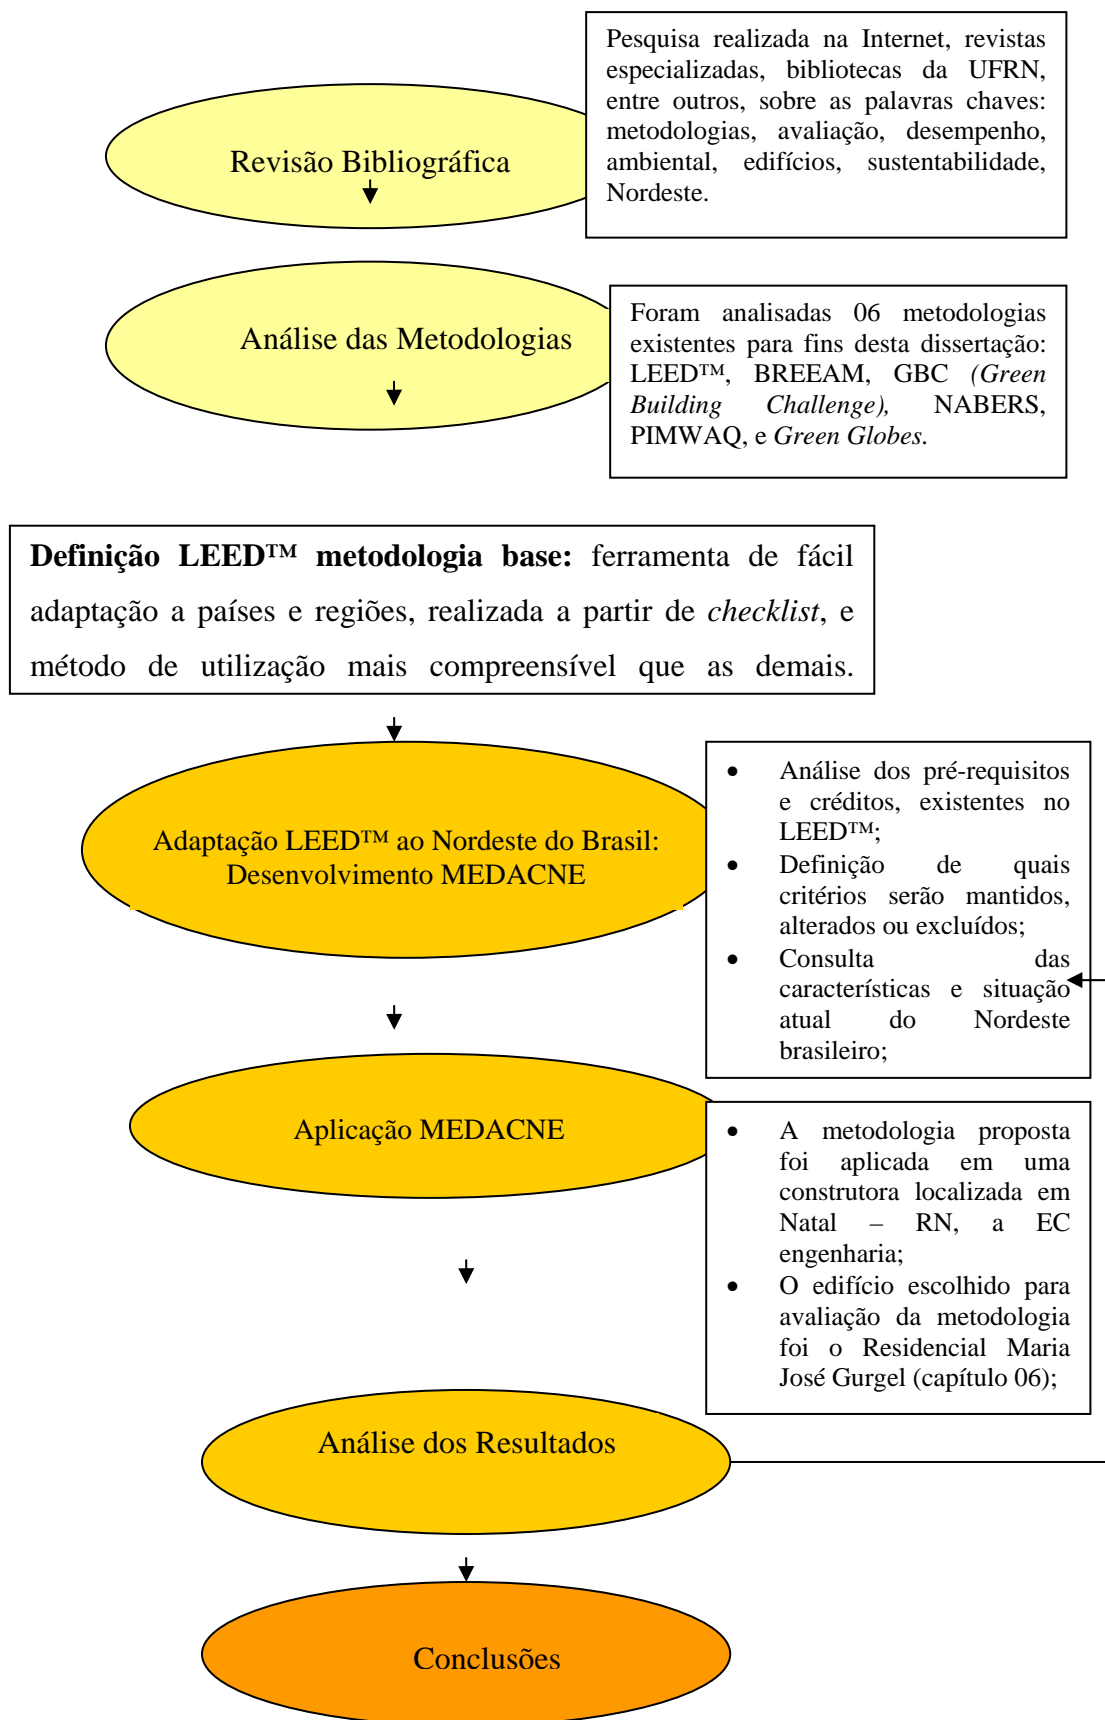 Pesquisa realizada na Internet, revistas
especializadas, bibliotecas da UFRN,
entre outros, sobre as palavras chaves:
metodologias, avaliação, desempenho,
ambiental, edifícios, sustentabilidade,
Nordeste.
Revisão Bibliográfica
Foram analisadas 06 metodologias
existentes para fins desta dissertação:
LEED™, BREEAM, GBC (Green
Building Challenge), NABERS,
PIMWAQ, e Green Globes.
Análise das Metodologias
Definição LEED™ metodologia base: ferramenta de fácil
adaptação a países e regiões, realizada a partir de checklist, e
método de utilização mais compreensível que as demais.
Adaptação LEED™ ao Nordeste do Brasil:
Desenvolvimento MEDACNE
• Análise dos pré-requisitos
e créditos, existentes no
LEED™;
• Definição de quais
critérios serão mantidos,
alterados ou excluídos;
• Consulta das
características e situação
atual do Nordeste
brasileiro;
Aplicação MEDACNE
• A metodologia proposta
foi aplicada em uma
construtora localizada em
Natal – RN, a EC
engenharia;
• O edifício escolhido para
avaliação da metodologia
foi o Residencial Maria
José Gurgel (capítulo 06);
Análise dos Resultados
Conclusões